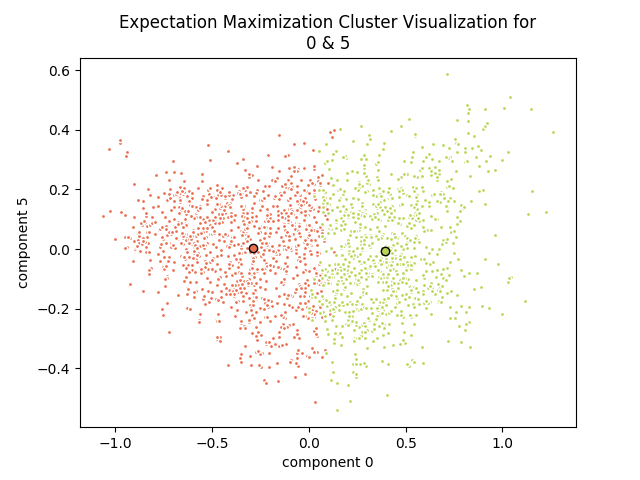 Expectation Maximization Cluster Visualization for
0 & 5
0.6
0.4
0.2
0.0
−0.2
−0.4
component 5
−1.0 −0.5 0.0 0.5 1.0
component 0